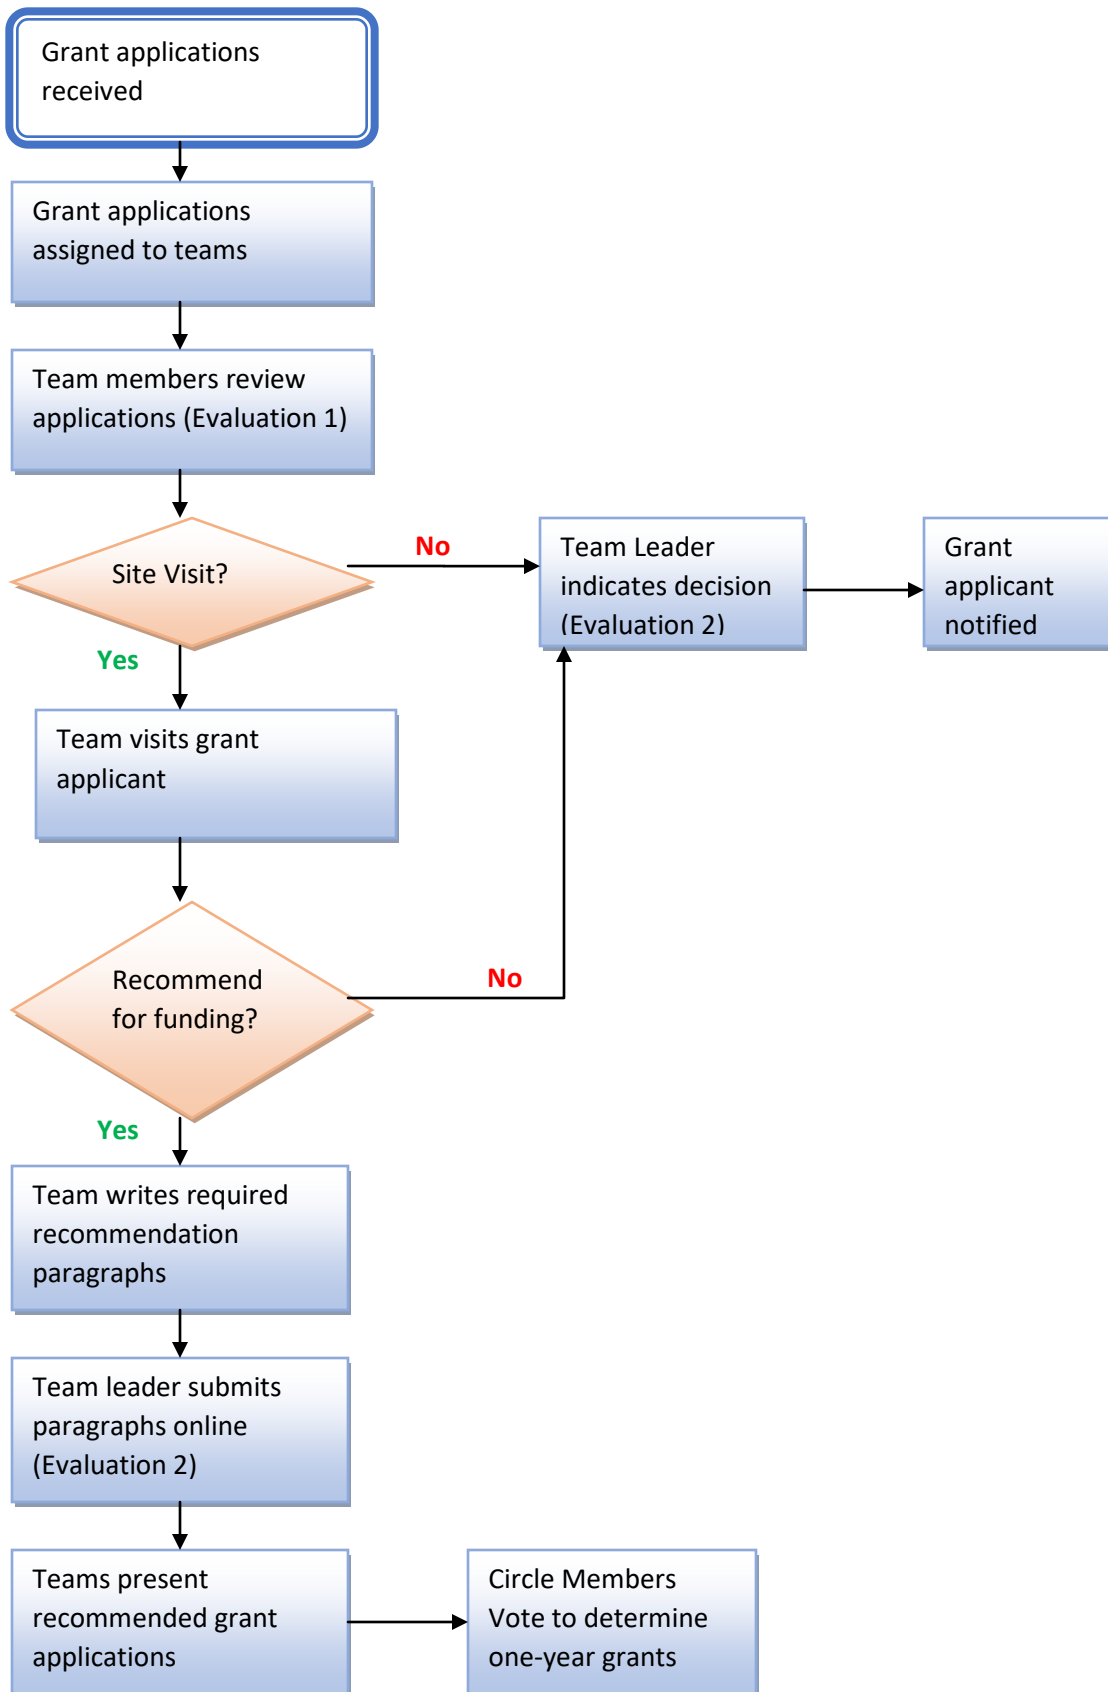 Grant applications
received
Grant applications
assigned to teams
Team members review
applications (Evaluation 1)
Site Visit?
No
Team Leader
indicates decision
(Evaluation 2)
Grant
applicant
notified
Yes
Team visits grant
applicant
Recommend
for funding?
No
Yes
Team writes required
recommendation
paragraphs
Team leader submits
paragraphs online
(Evaluation 2)
Teams present
recommended grant
applications
Circle Members
Vote to determine
one-year grants